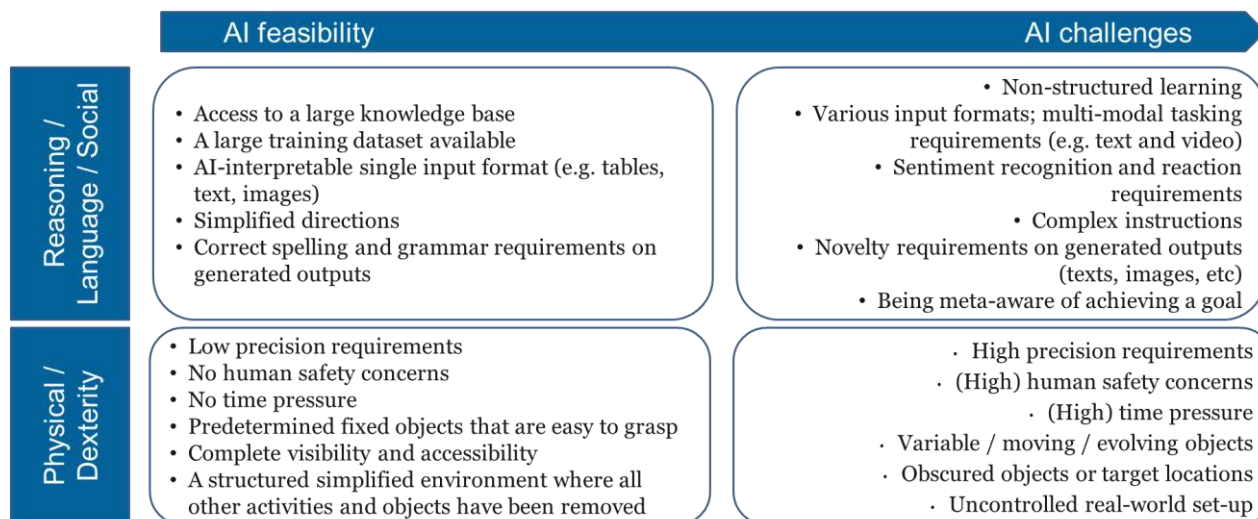 AI feasibility
AI challenges
Reasoning /
Language / Social
• Access to a large knowledge base
• A large training dataset available
• AI-interpretable single input format (e.g. tables,
text, images)
• Simplified directions
• Correct spelling and grammar requirements on
generated outputs
• Non-structured learning
• Various input formats; multi-modal tasking
requirements (e.g. text and video)
• Sentiment recognition and reaction
requirements
• Complex instructions
• Novelty requirements on generated outputs
(texts, images, etc)
• Being meta-aware of achieving a goal
Physical /
Dexterity
• Low precision requirements
• No human safety concerns
• No time pressure
• Predetermined fixed objects that are easy to grasp
• Complete visibility and accessibility
• A structured simplified environment where all
other activities and objects have been removed
· High precision requirements
· (High) human safety concerns
· (High) time pressure
· Variable / moving / evolving objects
· Obscured objects or target locations
· Uncontrolled real-world set-up